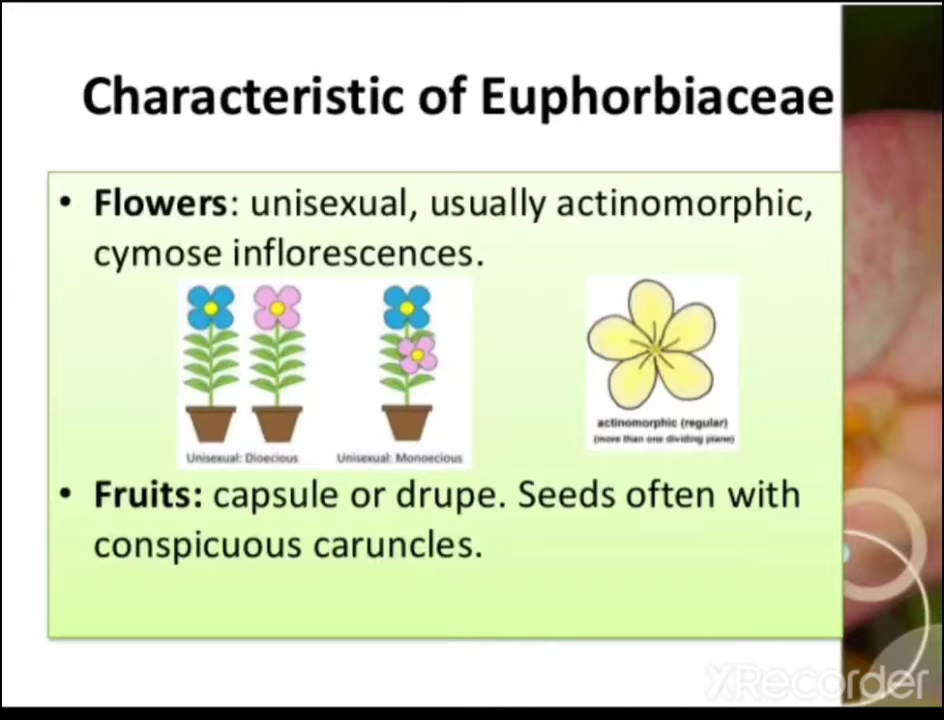 Characteristic of Euphorbiaceae
• Flowers: unisexual, usually actinomorphic,
cymose inflorescences.
Unisexual: Dioecious
Unisexual: Monoecious
actinomorphic (regular)
(more than one dividing plane)
• Fruits: capsule or drupe. Seeds often with
conspicuous caruncles.
XRecorder